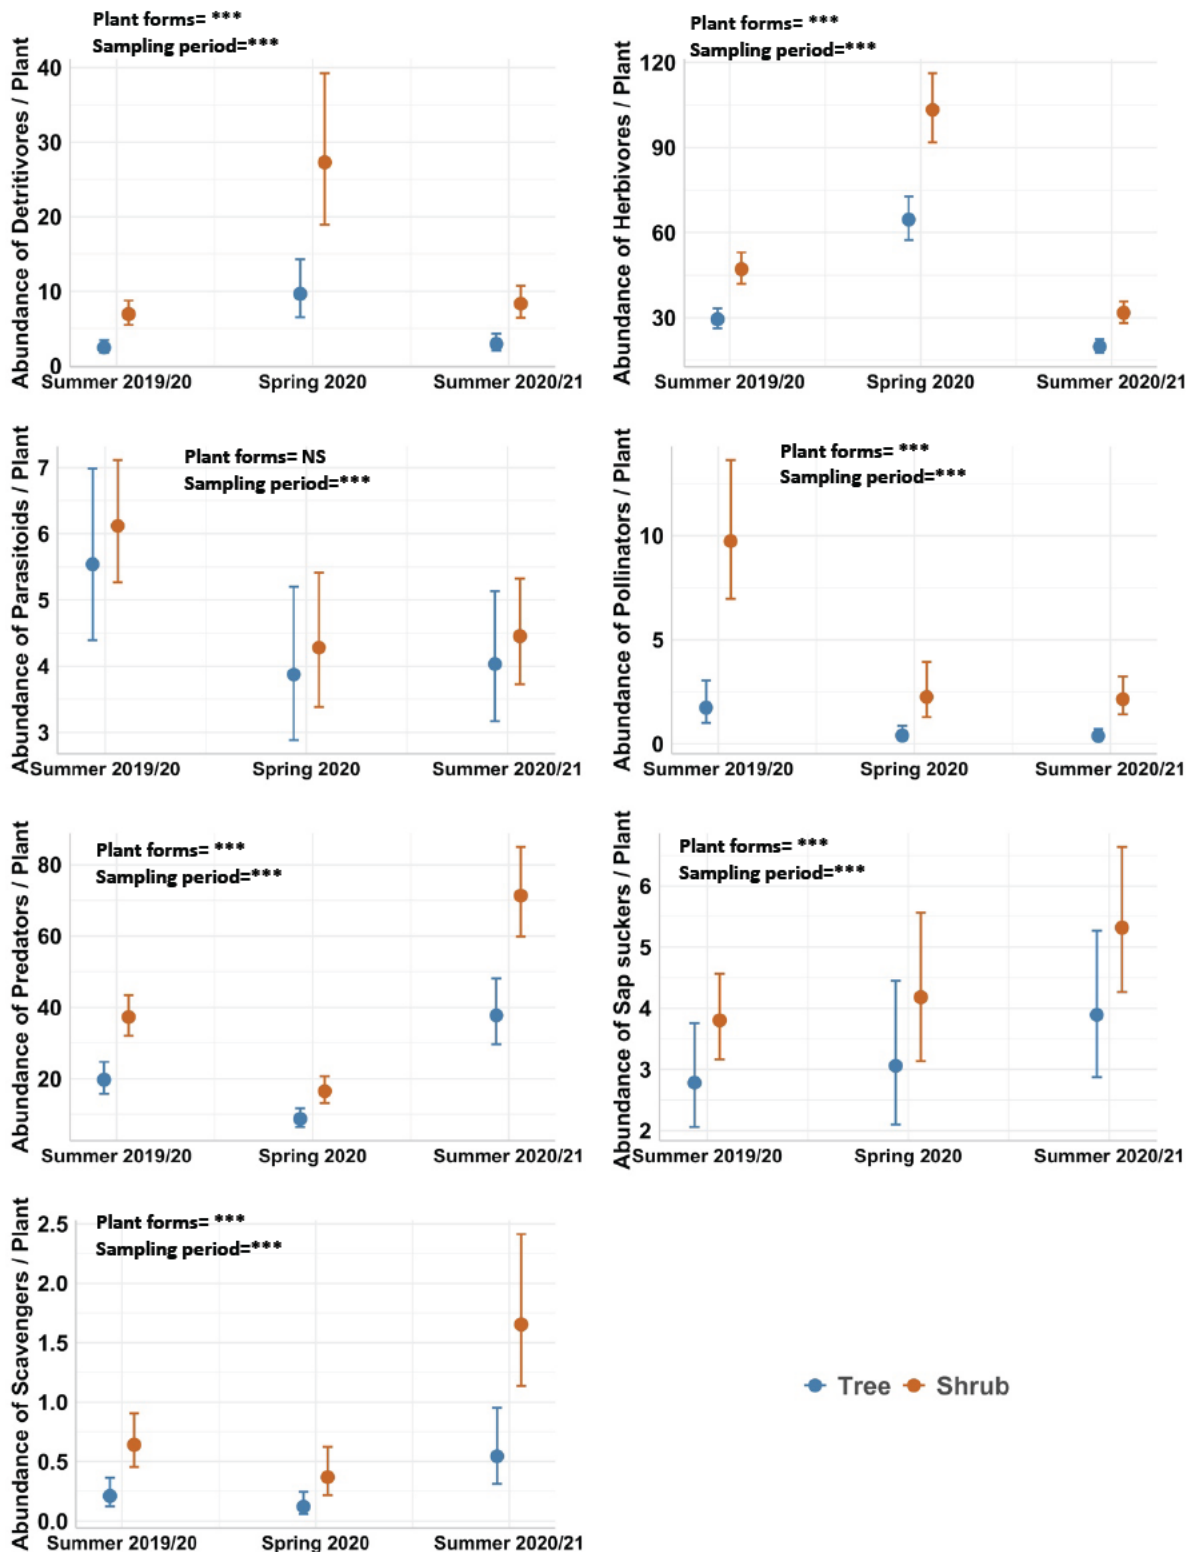 Plant forms= ***
Sampling period=***
Abundance of Detritivores / Plant
40
30
20
10
0
Summer 2019/20
Spring 2020
Summer 2020/21
Plant forms= ***
Sampling period=***
Abundance of Herbivores / Plant
120
90
60
30
Summer 2019/20
Spring 2020
Summer 2020/21
Plant forms= NS
Sampling period=***
Abundance of Parasitoids / Plant
7
6
5
4
3
Summer 2019/20
Spring 2020
Summer 2020/21
Plant forms= ***
Sampling period=***
Abundance of Pollinators / Plant
10
5
0
Summer 2019/20
Spring 2020
Summer 2020/21
Plant forms= ***
Sampling period=***
Abundance of Predators / Plant
80
60
40
20
Summer 2019/20
Spring 2020
Summer 2020/21
Plant forms= ***
Sampling period=***
Abundance of Sap suckers / Plant
6
5
4
3
2
Summer 2019/20
Spring 2020
Summer 2020/21
Plant forms= ***
Sampling period=***
Abundance of Scavengers / Plant
2.5
2.0
1.5
1.0
0.5
0.0
Summer 2019/20
Spring 2020
Summer 2020/21
Tree Shrub